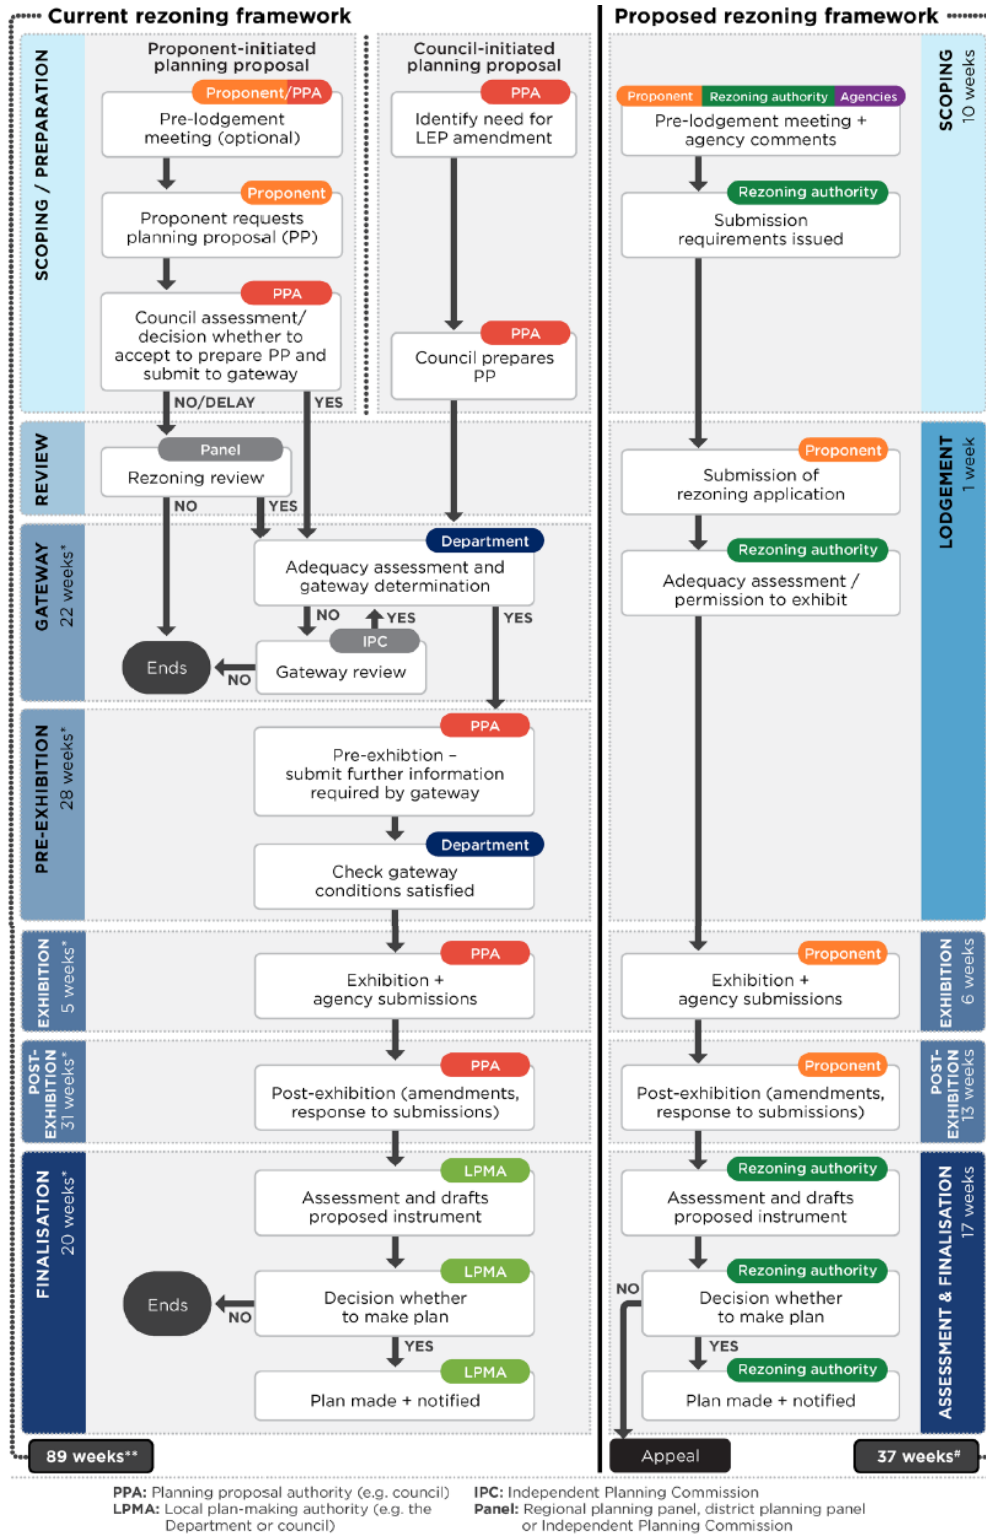 Current rezoning framework
Proposed rezoning framework
SCOPING / PREPARATION
Proponent-initiated
planning proposal
Proponent/PPA
Pre-lodgement
meeting (optional)
Proponent
Proponent requests
planning proposal (PP)
PPA
Council assessment/
decision whether to
accept to prepare PP and
submit to gateway
NO/DELAY
YES
Council-initiated
planning proposal
PPA
Identify need for
LEP amendment
PPA
Council prepares
PP
REVIEW
Panel
Rezoning review
NO
YES
GATEWAY
22 weeks*
Department
Adequacy assessment and
gateway determination
NO
YES
YES
IPC
Gateway review
NO
Ends
PRE-EXHIBITION
28 weeks*
PPA
Pre-exhibtion –
submit further information
required by gateway
Department
Check gateway
conditions satisfied
EXHIBITION
5 weeks*
PPA
Exhibition +
agency submissions
POST-
EXHIBITION
31 weeks*
PPA
Post-exhibition (amendments,
response to submissions)
FINALISATION
20 weeks*
LPMA
Assessment and drafts
proposed instrument
LPMA
Decision whether
to make plan
NO
Ends
YES
LPMA
Plan made + notified
89 weeks**
SCOPING
10 weeks
Proponent
Rezoning authority
Agencies
Pre-lodgement meeting +
agency comments
Rezoning authority
Submission
requirements issued
LODGEMENT
1 week
Proponent
Submission of
rezoning application
Rezoning authority
Adequacy assessment /
permission to exhibit
EXHIBITION
6 weeks
Proponent
Exhibition +
agency submissions
POST-
EXHIBITION
13 weeks
Proponent
Post-exhibition (amendments,
response to submissions)
ASSESSMENT & FINALISATION
17 weeks
Rezoning authority
Assessment and drafts
proposed instrument
Rezoning authority
Decision whether
to make plan
NO
YES
Rezoning authority
Plan made + notified
Appeal
37 weeks#
PPA: Planning proposal authority (e.g. council)
LPMA: Local plan-making authority (e.g. the
Department or council)
IPC: Independent Planning Commission
Panel: Regional planning panel, district planning panel
or Independent Planning Commission